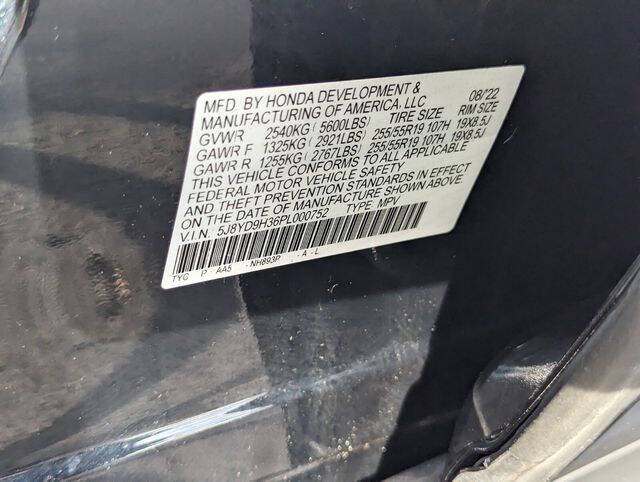 MFD. BY HONDA DEVELOPMENT & 08/22
MANUFACTURING OF AMERICA, LLC
TIRE SIZE RIM SIZE
GVWR 2540KG ( 5600LBS)
GAWR F 1325KG ( 2921LBS) 255/55R19 107H 19X8.5J
GAWR R 1255KG ( 2767LBS) 255/55R19 107H 19X8.5J
THIS VEHICLE CONFORMS TO ALL APPLICABLE
FEDERAL MOTOR VEHICLE SAFETY
AND THEFT PREVENTION STANDARDS IN EFFECT
ON THE DATE OF MANUFACTURE SHOWN ABOVE.
V.I.N. 5J8YD9H36PL000752 TYPE: MPV
TYC P AA5 - NH893P - A - L